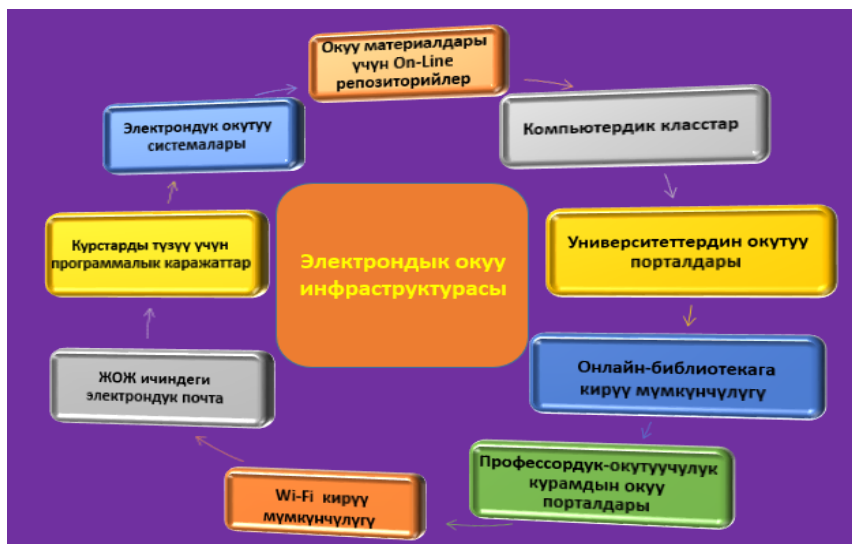 Окуу материалдары
үчүн On-Line
репозиторийлер
Компьютердик класстар
Университеттердин окутуу
порталдары
Онлайн-библиотекага
кирүү мүмкүнчүлүгү
Профессордук-окутуучулук
курамдын окуу
порталдары
Wi-Fi кирүү
мүмкүнчүлүгү
ЖОЖ ичиндеги
электрондук почта
Курстарды түзүү үчүн
программалык каражаттар
Электрондук окутуу
системалары
Электрондык окуу
инфраструктурасы